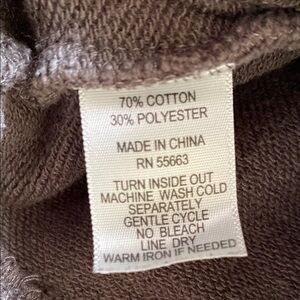 70% COTTON
30% POLYESTER
MADE IN CHINA
RN 55663
TURN INSIDE OUT
MACHINE WASH COLD
SEPARATELY
GENTLE CYCLE
NO BLEACH
LINE DRY
WARM IRON IF NEEDED